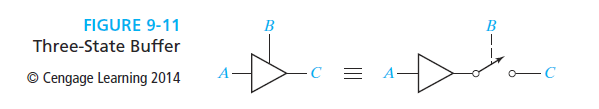 FIGURE 9-11
Three-State Buffer
© Cengage Learning 2014
B
A
C
≡
B
A
C